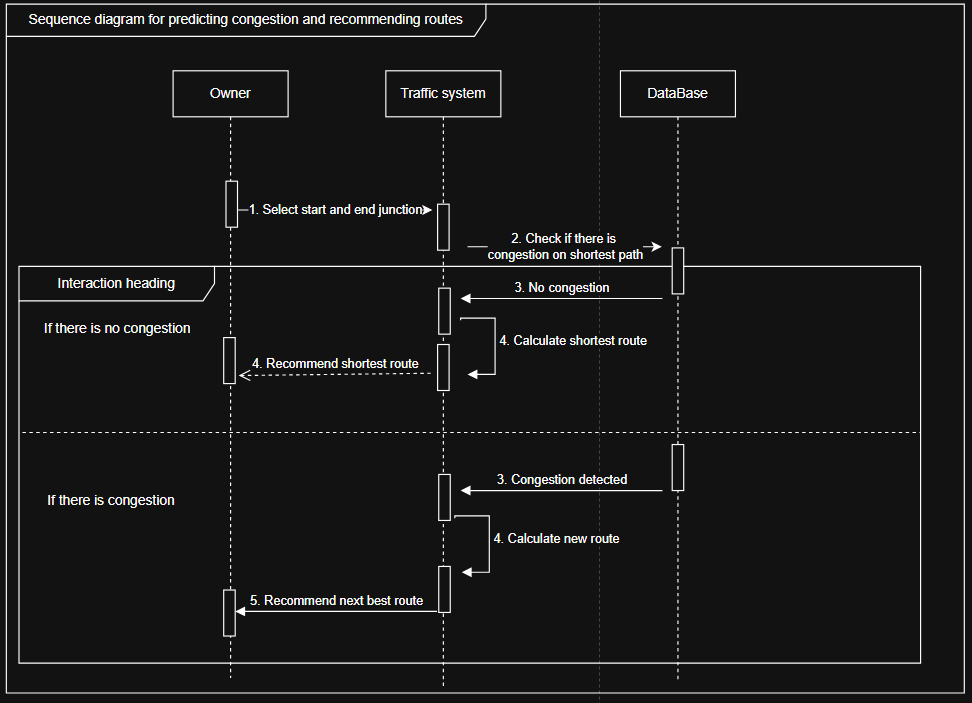 Sequence diagram for predicting congestion and recommending routes
Owner
Traffic system
DataBase
1. Select start and end junction
2. Check if there is
congestion on shortest path
Interaction heading
3. No congestion
If there is no congestion
4. Calculate shortest route
4. Recommend shortest route
3. Congestion detected
If there is congestion
4. Calculate new route
5. Recommend next best route